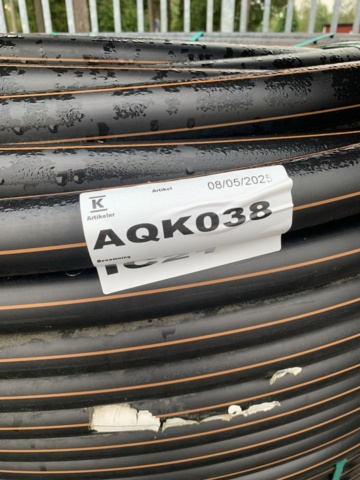 Artikel 08/05/2025
K
Artikelnr
AQK038
Benämning